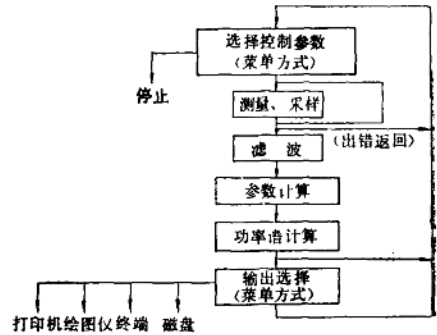 选择控制参数
(菜单方式)
停止
测量、采样
(出错返回)
滤 波
参数计算
功率谱计算
输出选择
(菜单方式)
打印机绘图仪终端 磁盘